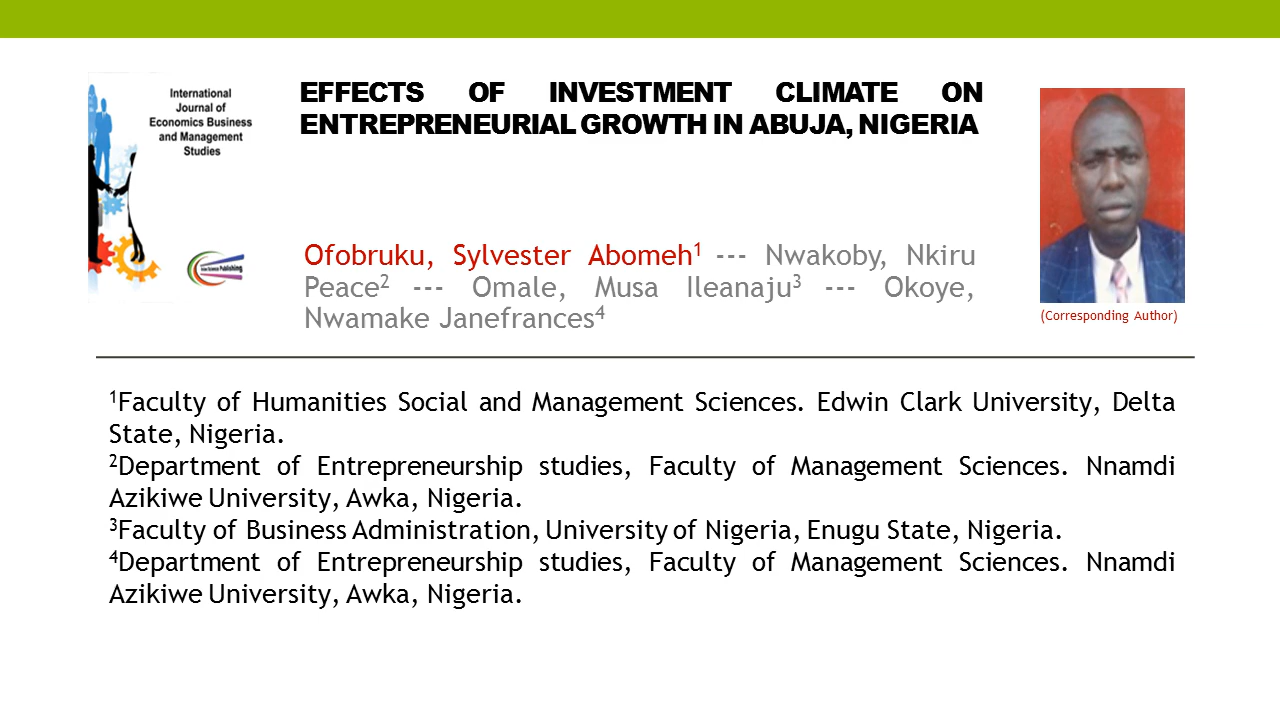 International
Journal of
Economics Business
and Management
Studies
EFFECTS OF INVESTMENT CLIMATE ON
ENTREPRENEURIAL GROWTH IN ABUJA, NIGERIA
Ofobruku, Sylvester Abomeh¹ --- Nwakoby, Nkiru
Peace² --- Omale, Musa Ileanaju³ --- Okoye,
Nwamake Janefrances⁴
(Corresponding Author)
¹Faculty of Humanities Social and Management Sciences. Edwin Clark University, Delta
State, Nigeria.
²Department of Entrepreneurship studies, Faculty of Management Sciences. Nnamdi
Azikiwe University, Awka, Nigeria.
³Faculty of Business Administration, University of Nigeria, Enugu State, Nigeria.
⁴Department of Entrepreneurship studies, Faculty of Management Sciences. Nnamdi
Azikiwe University, Awka, Nigeria.